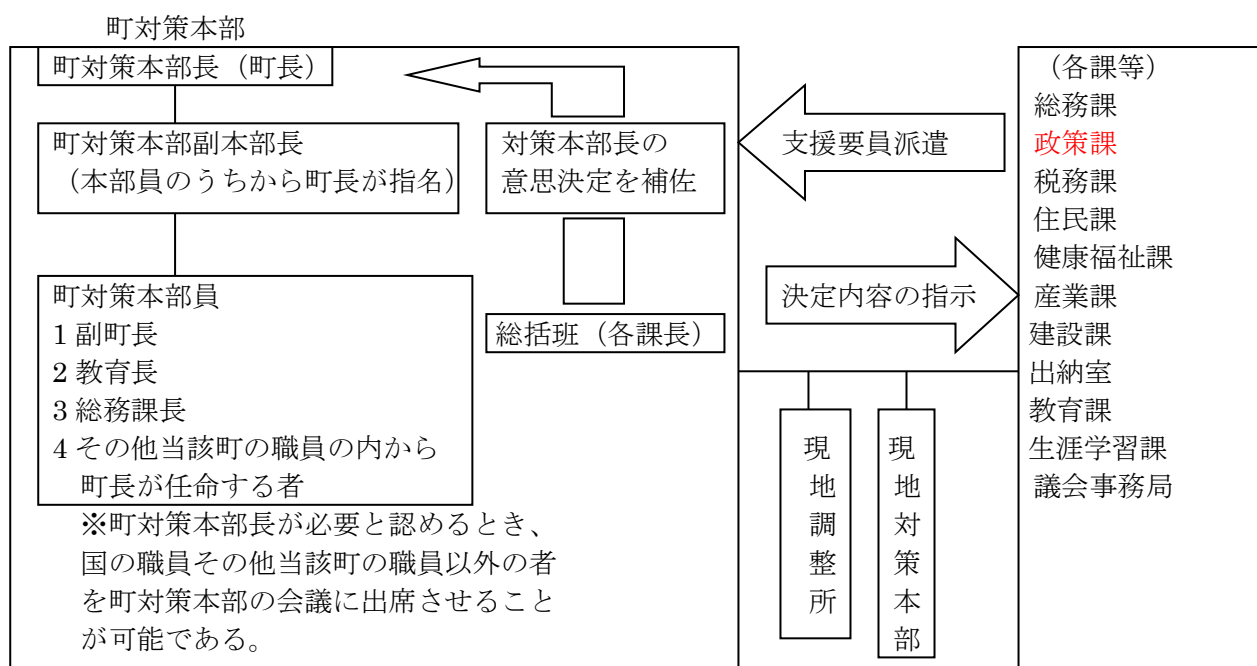 町対策本部
町対策本部長（町長）
町対策本部副本部長
（本部員のうちから町長が指名）
町対策本部員
1 副町長
2 教育長
3 総務課長
4 その他当該町の職員の内から
町長が任命する者
※町対策本部長が必要と認めるとき、
国の職員その他当該町の職員以外の者
を町対策本部の会議に出席させること
が可能である。
対策本部長の
意思決定を補佐
総括班（各課長）
支援要員派遣
決定内容の指示
現地調整所
現地対策本部
（各課等）
総務課
政策課
税務課
住民課
健康福祉課
産業課
建設課
出納室
教育課
生涯学習課
議会事務局